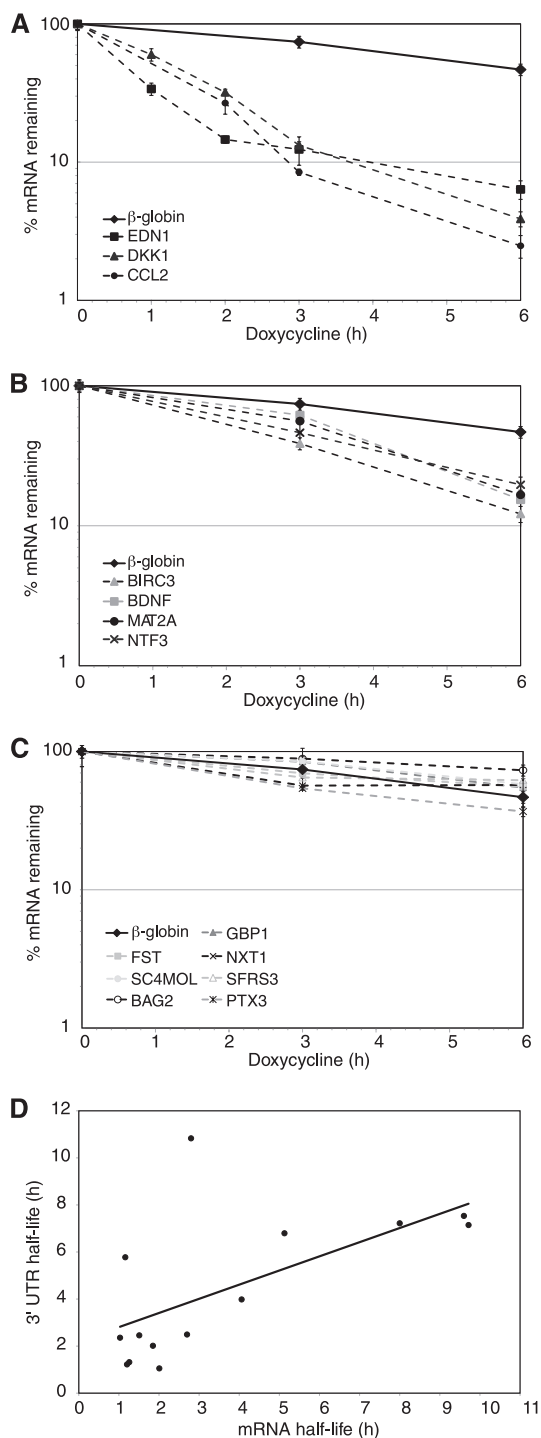 A
% mRNA remaining
100
10
1
β-globin
EDN1
DKK1
CCL2
0 1 2 3 4 5 6
Doxycycline (h)
B
% mRNA remaining
100
10
1
β-globin
BIRC3
BDNF
MAT2A
NTF3
0 1 2 3 4 5 6
Doxycycline (h)
C
% mRNA remaining
100
10
1
β-globin GBP1
FST NXT1
SC4MOL SFRS3
BAG2 PTX3
0 1 2 3 4 5 6
Doxycycline (h)
D
3' UTR half-life (h)
12
10
8
6
4
2
0
0 1 2 3 4 5 6 7 8 9 10 11
mRNA half-life (h)